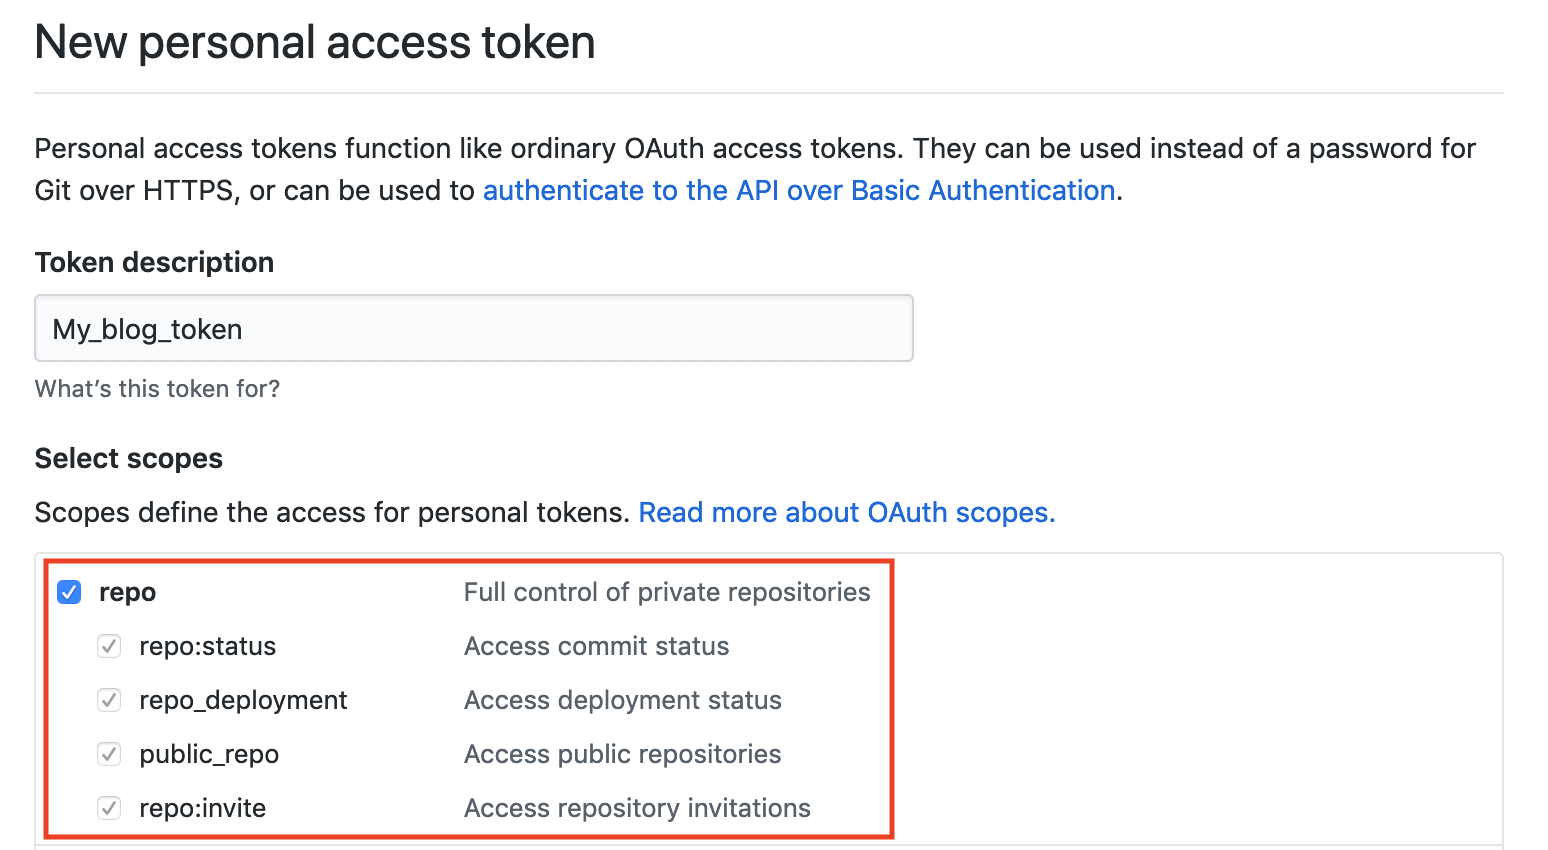 New personal access token
Personal access tokens function like ordinary OAuth access tokens. They can be used instead of a password for
Git over HTTPS, or can be used to authenticate to the API over Basic Authentication.
Token description
My_blog_token
What's this token for?
Select scopes
Scopes define the access for personal tokens. Read more about OAuth scopes.
repo Full control of private repositories
repo:status Access commit status
repo_deployment Access deployment status
public_repo Access public repositories
repo:invite Access repository invitations